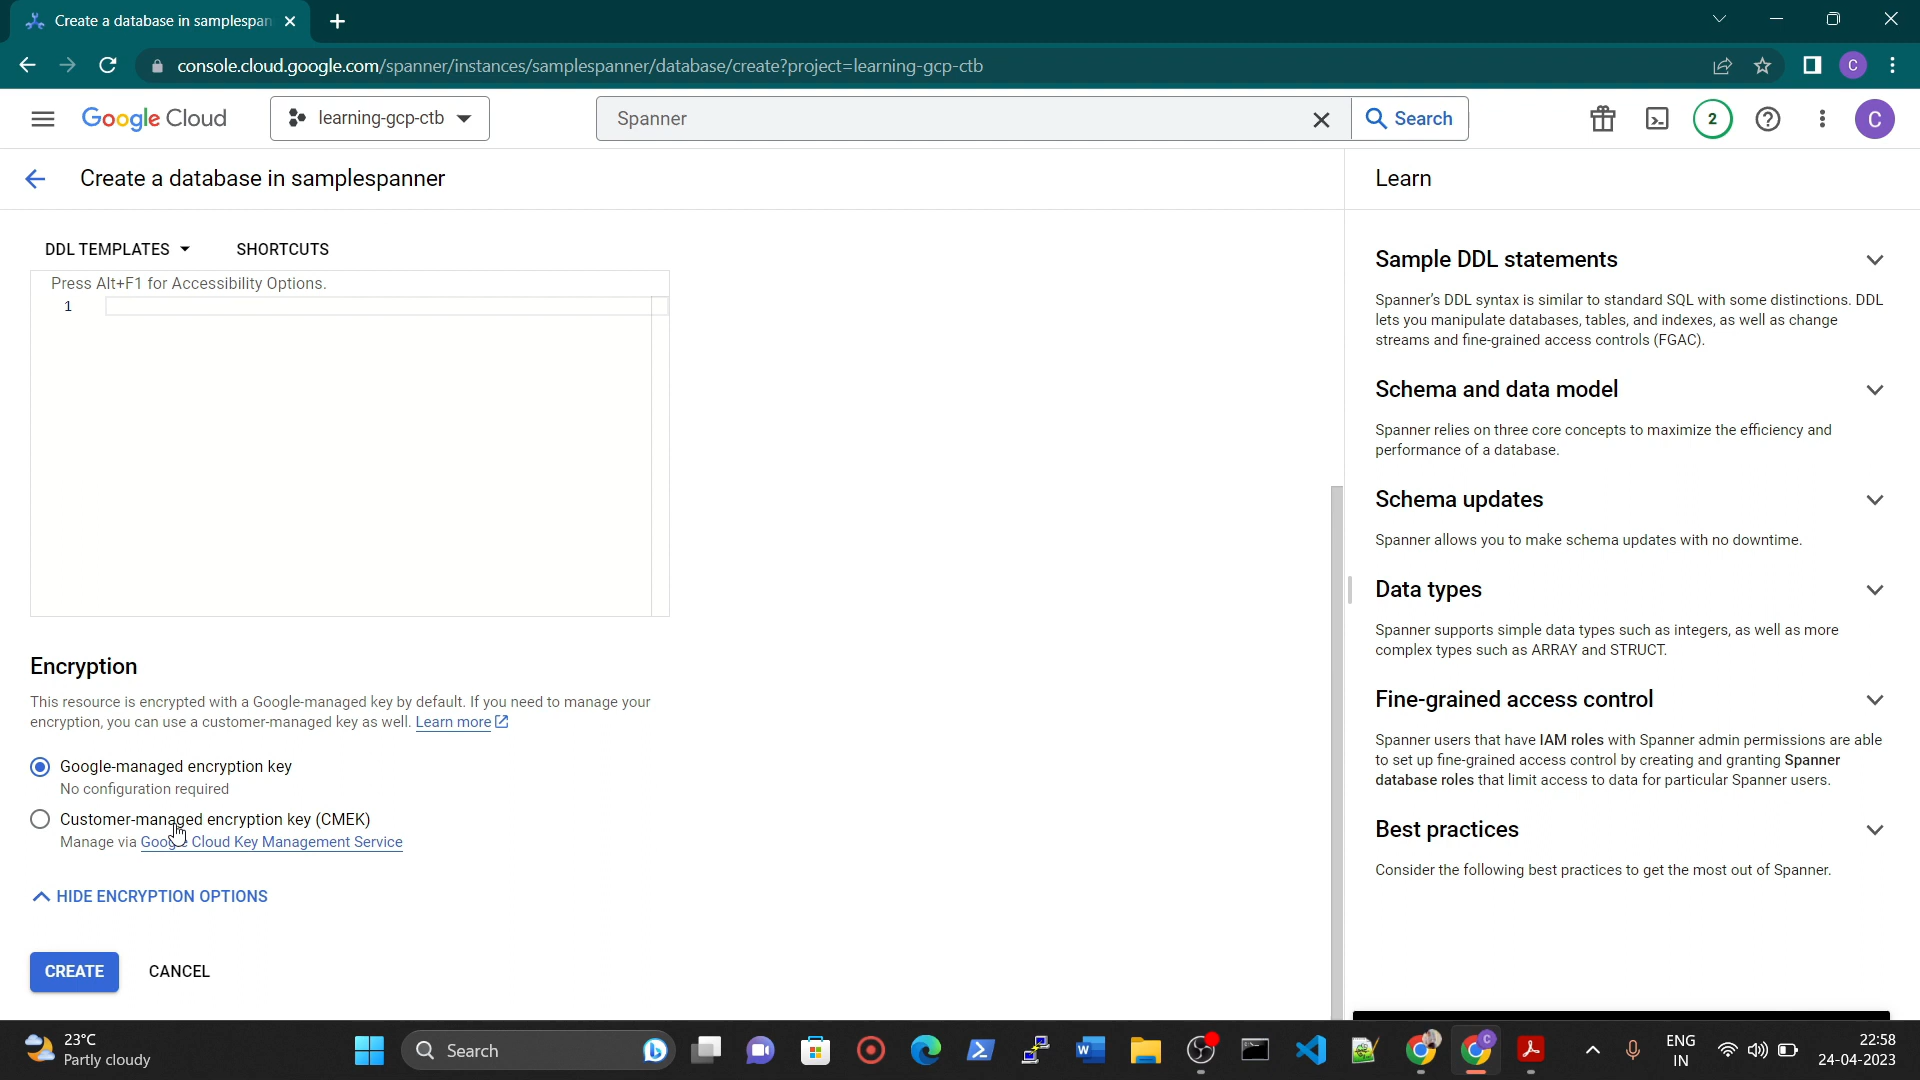 Create a database in samplespan
console.cloud.google.com/spanner/instances/samplespanner/database/create?project=learning-gcp-ctb
C
Google Cloud
learning-gcp-ctb
Spanner
Search
2
C
Create a database in samplespanner
Learn
DDL TEMPLATES
SHORTCUTS
Press Alt+F1 for Accessibility Options.
1
Encryption
This resource is encrypted with a Google-managed key by default. If you need to manage your
encryption, you can use a customer-managed key as well. Learn more
Google-managed encryption key
No configuration required
Customer-managed encryption key (CMEK)
Manage via Google Cloud Key Management Service
HIDE ENCRYPTION OPTIONS
CREATE
CANCEL
Sample DDL statements
Spanner's DDL syntax is similar to standard SQL with some distinctions. DDL
lets you manipulate databases, tables, and indexes, as well as change
streams and fine-grained access controls (FGAC).
Schema and data model
Spanner relies on three core concepts to maximize the efficiency and
performance of a database.
Schema updates
Spanner allows you to make schema updates with no downtime.
Data types
Spanner supports simple data types such as integers, as well as more
complex types such as ARRAY and STRUCT.
Fine-grained access control
Spanner users that have IAM roles with Spanner admin permissions are able
to set up fine-grained access control by creating and granting Spanner
database roles that limit access to data for particular Spanner users.
Best practices
Consider the following best practices to get the most out of Spanner.
23°C
Partly cloudy
Search
ENG
IN
22:58
24-04-2023